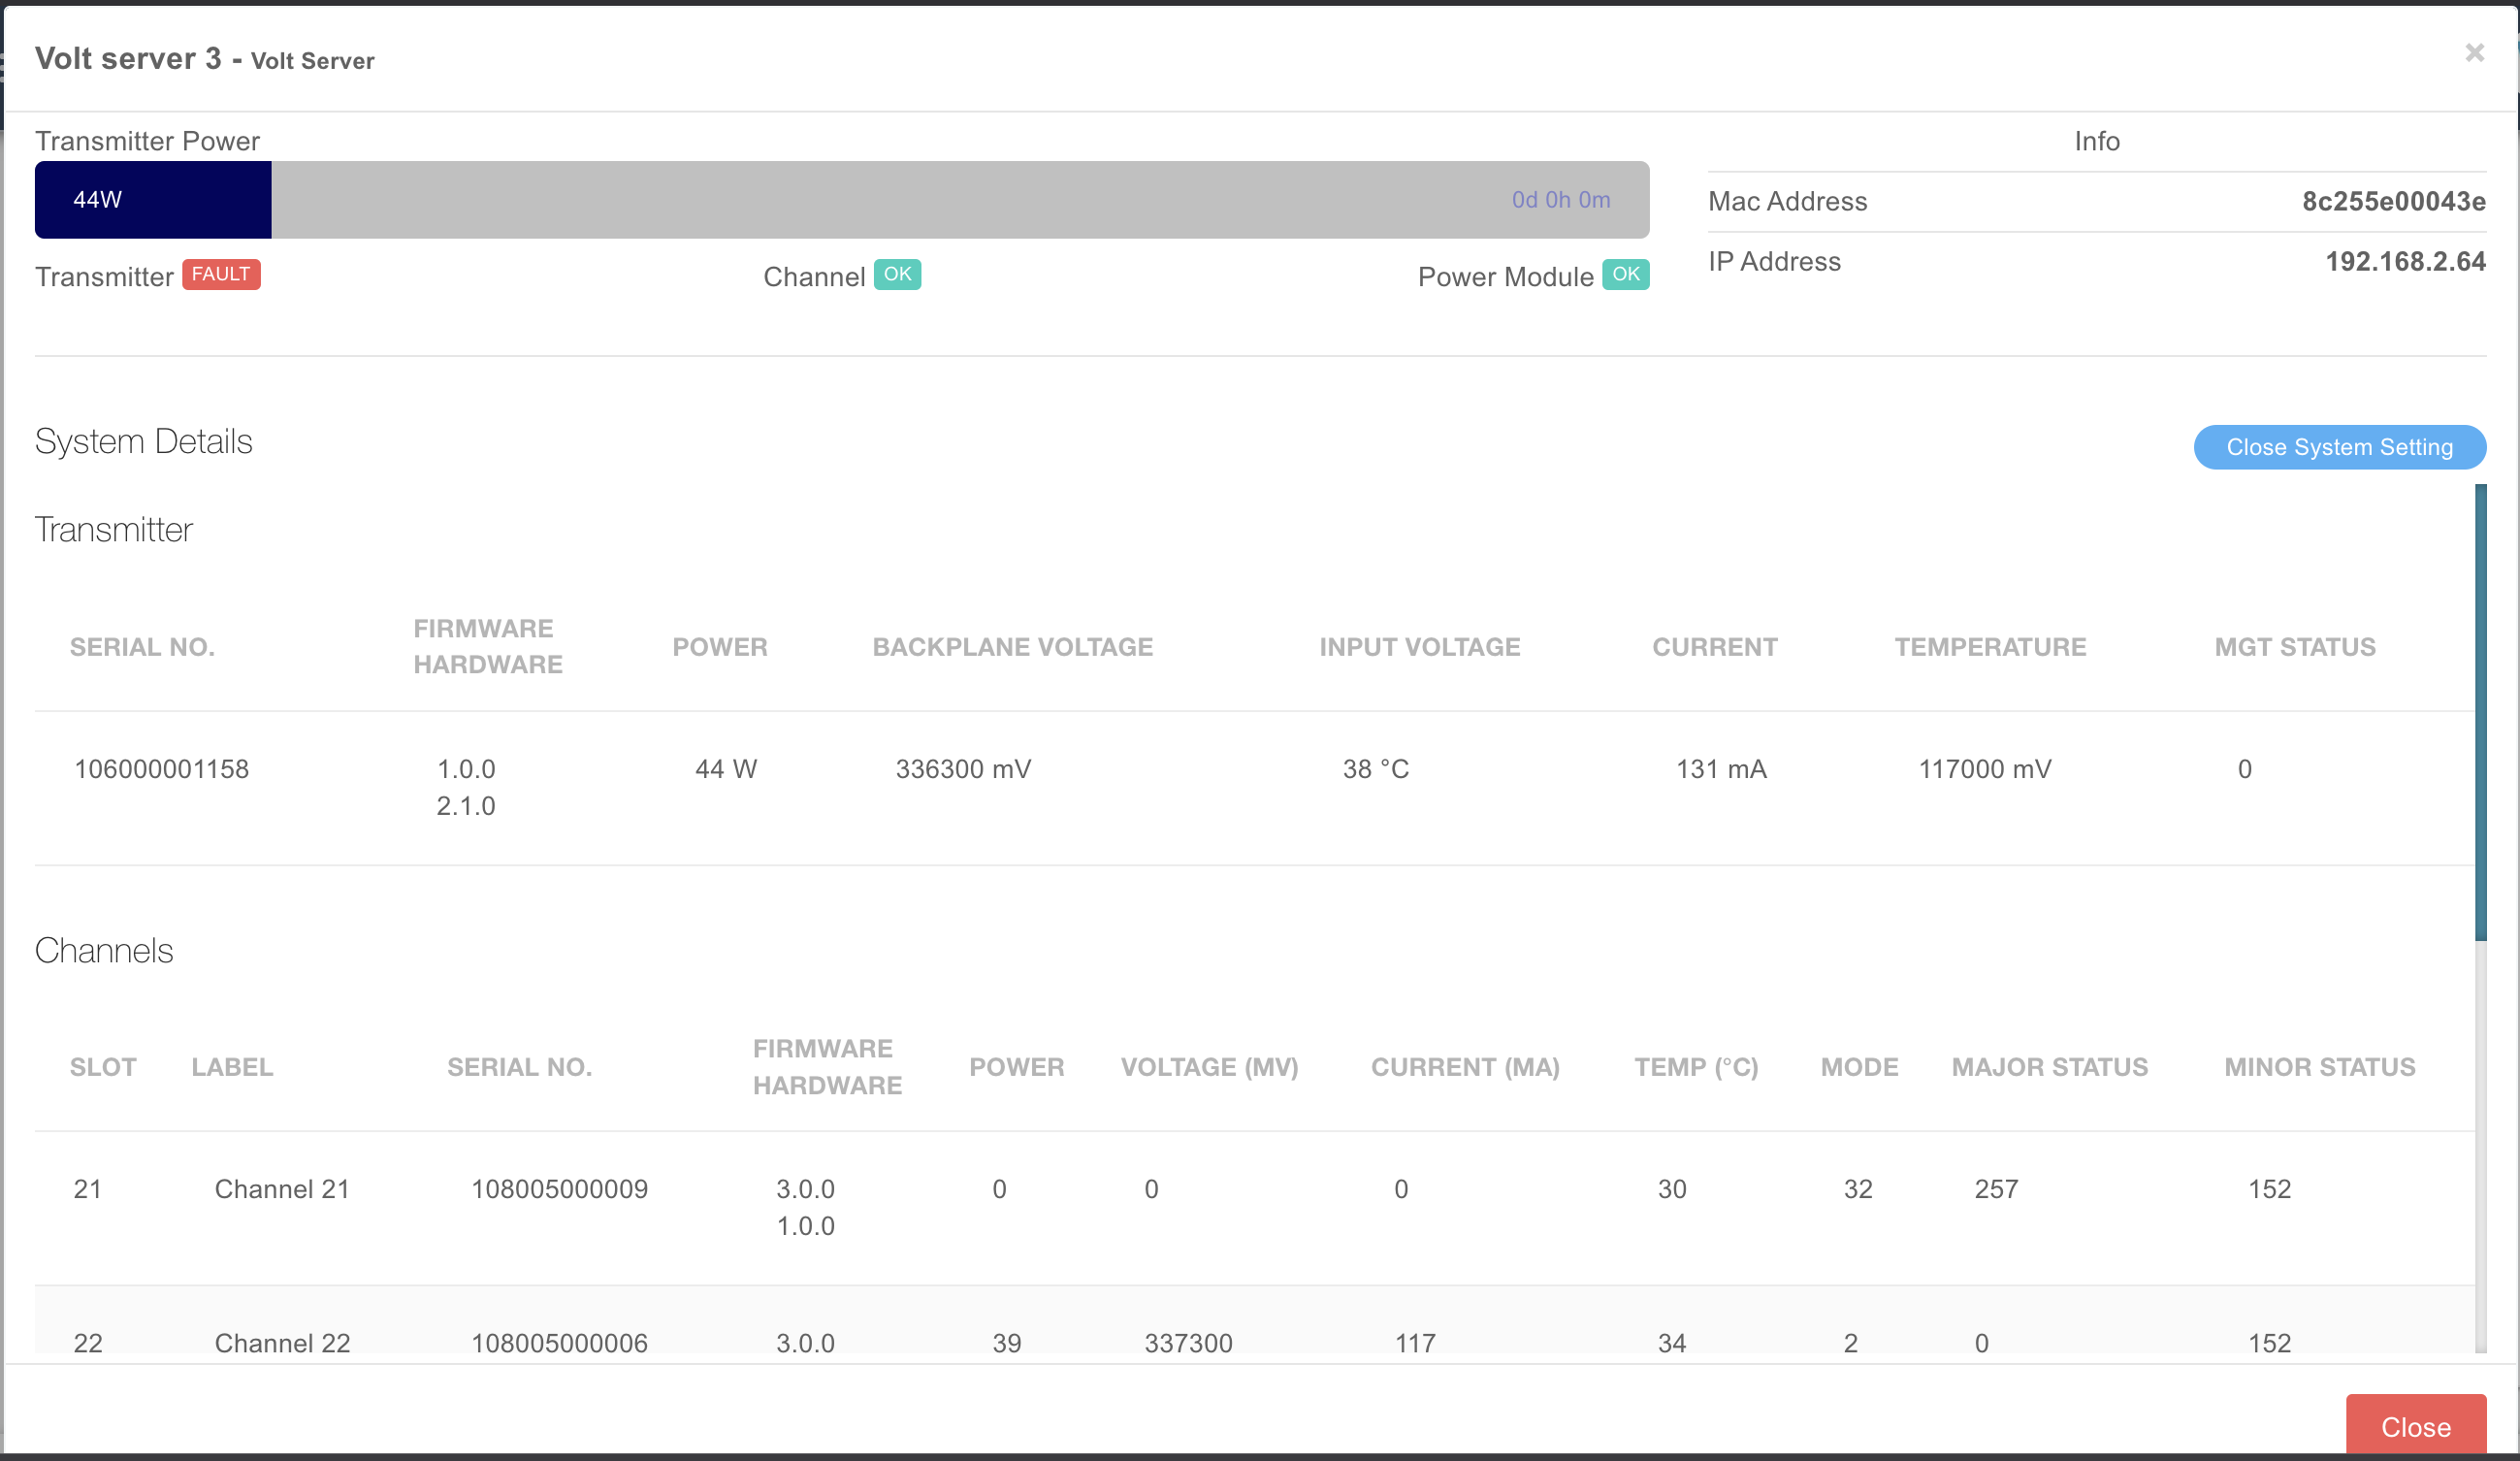 Volt server 3 - Volt Server
×
Transmitter Power
44W 0d 0h 0m
Transmitter FAULT Channel OK Power Module OK
Info
Mac Address 8c255e00043e
IP Address 192.168.2.64
System Details
Close System Setting
Transmitter
SERIAL NO. FIRMWARE HARDWARE POWER BACKPLANE VOLTAGE INPUT VOLTAGE CURRENT TEMPERATURE MGT STATUS
106000001158 1.0.0 44 W 336300 mV 38 °C 131 mA 117000 mV 0
2.1.0
Channels
SLOT LABEL SERIAL NO. FIRMWARE HARDWARE POWER VOLTAGE (MV) CURRENT (MA) TEMP (°C) MODE MAJOR STATUS MINOR STATUS
21 Channel 21 108005000009 3.0.0 0 0 0 30 32 257 152
1.0.0
22 Channel 22 108005000006 3.0.0 39 337300 117 34 2 0 152
Close